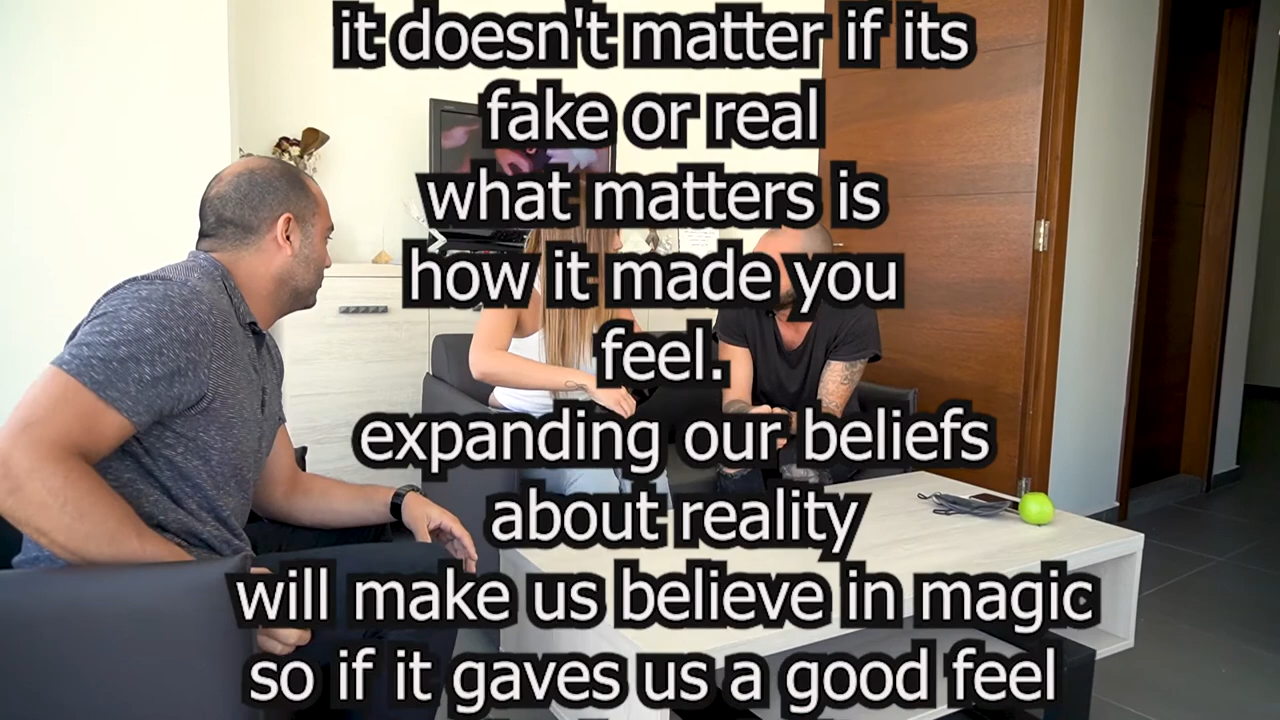 it doesn't matter if its
fake or real
what matters is
how it made you
feel.
expanding our beliefs
about reality
will make us believe in magic
so if it gaves us a good feel